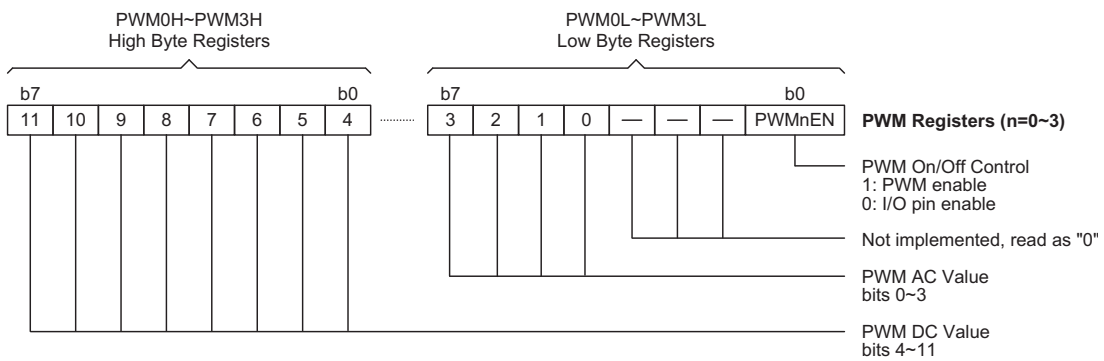 PWM0H~PWM3H
High Byte Registers
PWM0L~PWM3L
Low Byte Registers
b7 b0 b7 b0
11 10 9 8 7 6 5 4 3 2 1 0 — — — PWMnEN PWM Registers (n=0~3)
PWM On/Off Control
1: PWM enable
0: I/O pin enable
Not implemented, read as "0"
PWM AC Value
bits 0~3
PWM DC Value
bits 4~11